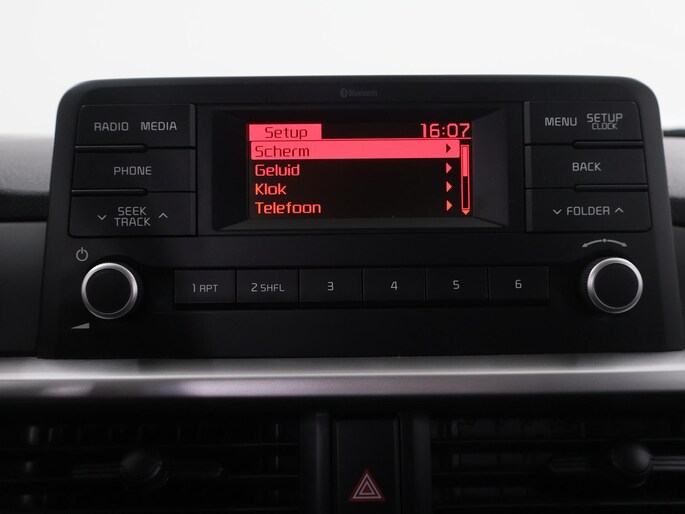 Bluetooth
RADIO MEDIA
PHONE
SEEK
TRACK
Setup 16:07
Scherm
Geluid
Klok
Telefoon
MENU SETUP
CLOCK
BACK
FOLDER
1 RPT 2 SHFL 3 4 5 6